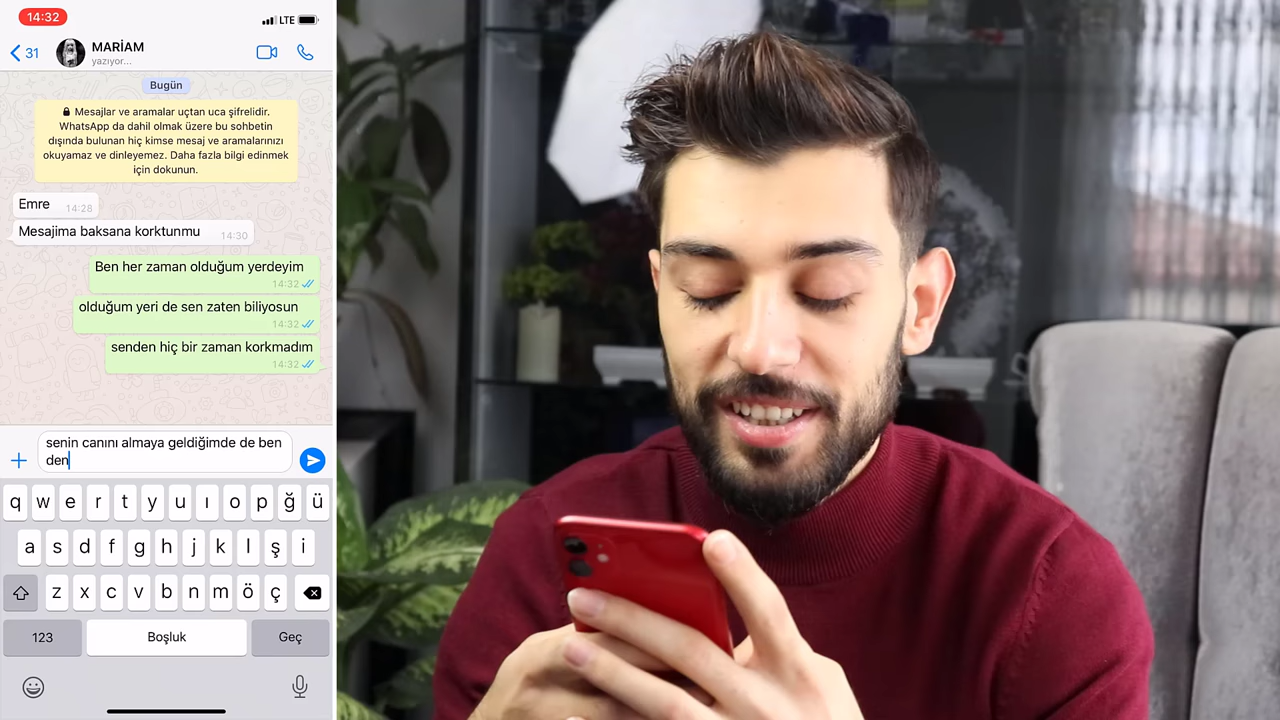 14:32
LTE
31
MARİAM
yazıyor...
Bugün
Mesajlar ve aramalar uçtan uca şifrelidir.
WhatsApp da dahil olmak üzere bu sohbetin
dışında bulunan hiç kimse mesaj ve aramalarınızı
okuyamaz ve dinleyemez. Daha fazla bilgi edinmek
için dokunun.
Emre 14:28
Mesajima baksana korktunmu 14:30
Ben her zaman olduğum yerdeyim
14:32
olduğum yeri de sen zaten biliyosun
14:32
senden hiç bir zaman korkmadım
14:32
senin canını almaya geldiğimde de ben
den
q w e r t y u ı o p ğ ü
a s d f g h j k l ş i
z x c v b n m ö ç
123 Boşluk Geç